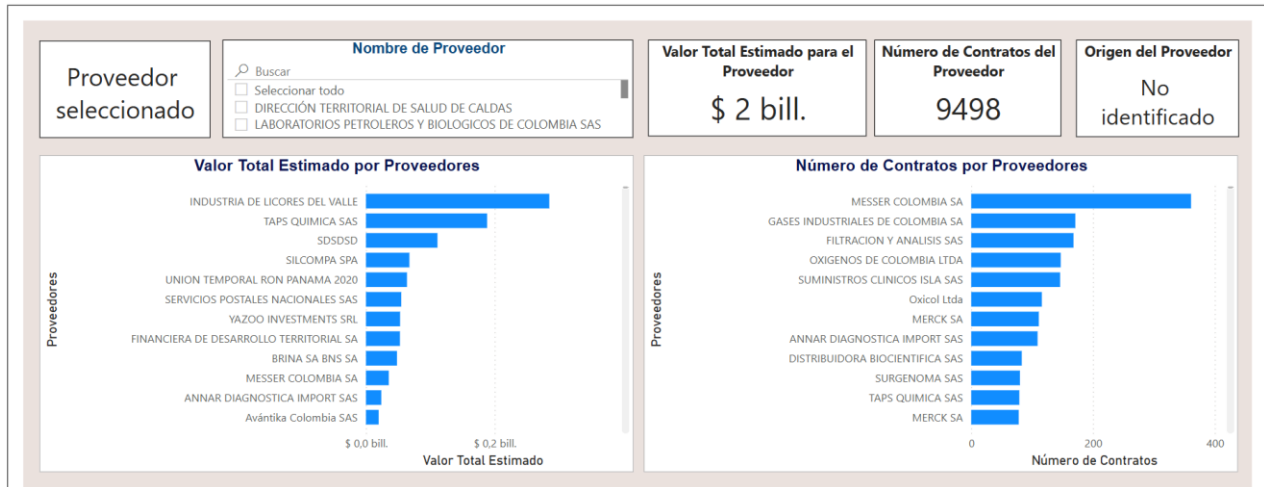 Proveedor
seleccionado
Nombre de Proveedor
Buscar
Seleccionar todo
DIRECCIÓN TERRITORIAL DE SALUD DE CALDAS
LABORATORIOS PETROLEROS Y BIOLOGICOS DE COLOMBIA SAS
Valor Total Estimado para el
Proveedor
$ 2 bill.
Número de Contratos del
Proveedor
9498
Origen del Proveedor
No
identificado
Valor Total Estimado por Proveedores
Proveedores
INDUSTRIA DE LICORES DEL VALLE
TAPS QUIMICA SAS
SDSDSD
SILCOMPA SPA
UNION TEMPORAL RON PANAMA 2020
SERVICIOS POSTALES NACIONALES SAS
YAZOO INVESTMENTS SRL
FINANCIERA DE DESARROLLO TERRITORIAL SA
BRINA SA BNS SA
MESSER COLOMBIA SA
ANNAR DIAGNOSTICA IMPORT SAS
Avántika Colombia SAS
$ 0,0 bill.
$ 0,2 bill.
Valor Total Estimado
Número de Contratos por Proveedores
Proveedores
MESSER COLOMBIA SA
GASES INDUSTRIALES DE COLOMBIA SA
FILTRACION Y ANALISIS SAS
OXIGENOS DE COLOMBIA LTDA
SUMINISTROS CLINICOS ISLA SAS
Oxicol Ltda
MERCK SA
ANNAR DIAGNOSTICA IMPORT SAS
DISTRIBUIDORA BIOCIENTIFICA SAS
SURGENOMA SAS
TAPS QUIMICA SAS
MERCK SA
0
200
400
Número de Contratos